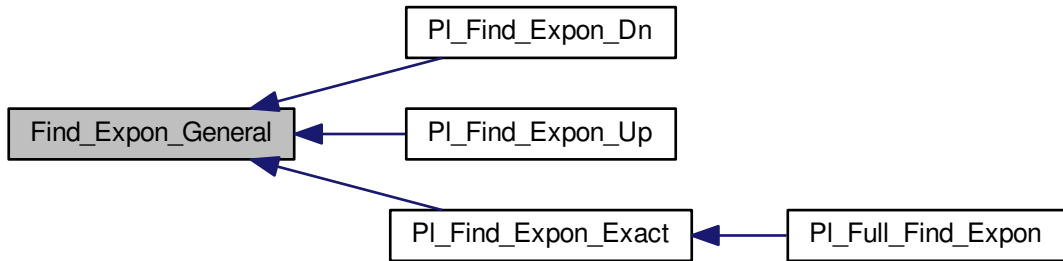 Pl_Find_Expon_Dn
Find_Expon_General
Pl_Find_Expon_Up
Pl_Find_Expon_Exact
Pl_Full_Find_Expon